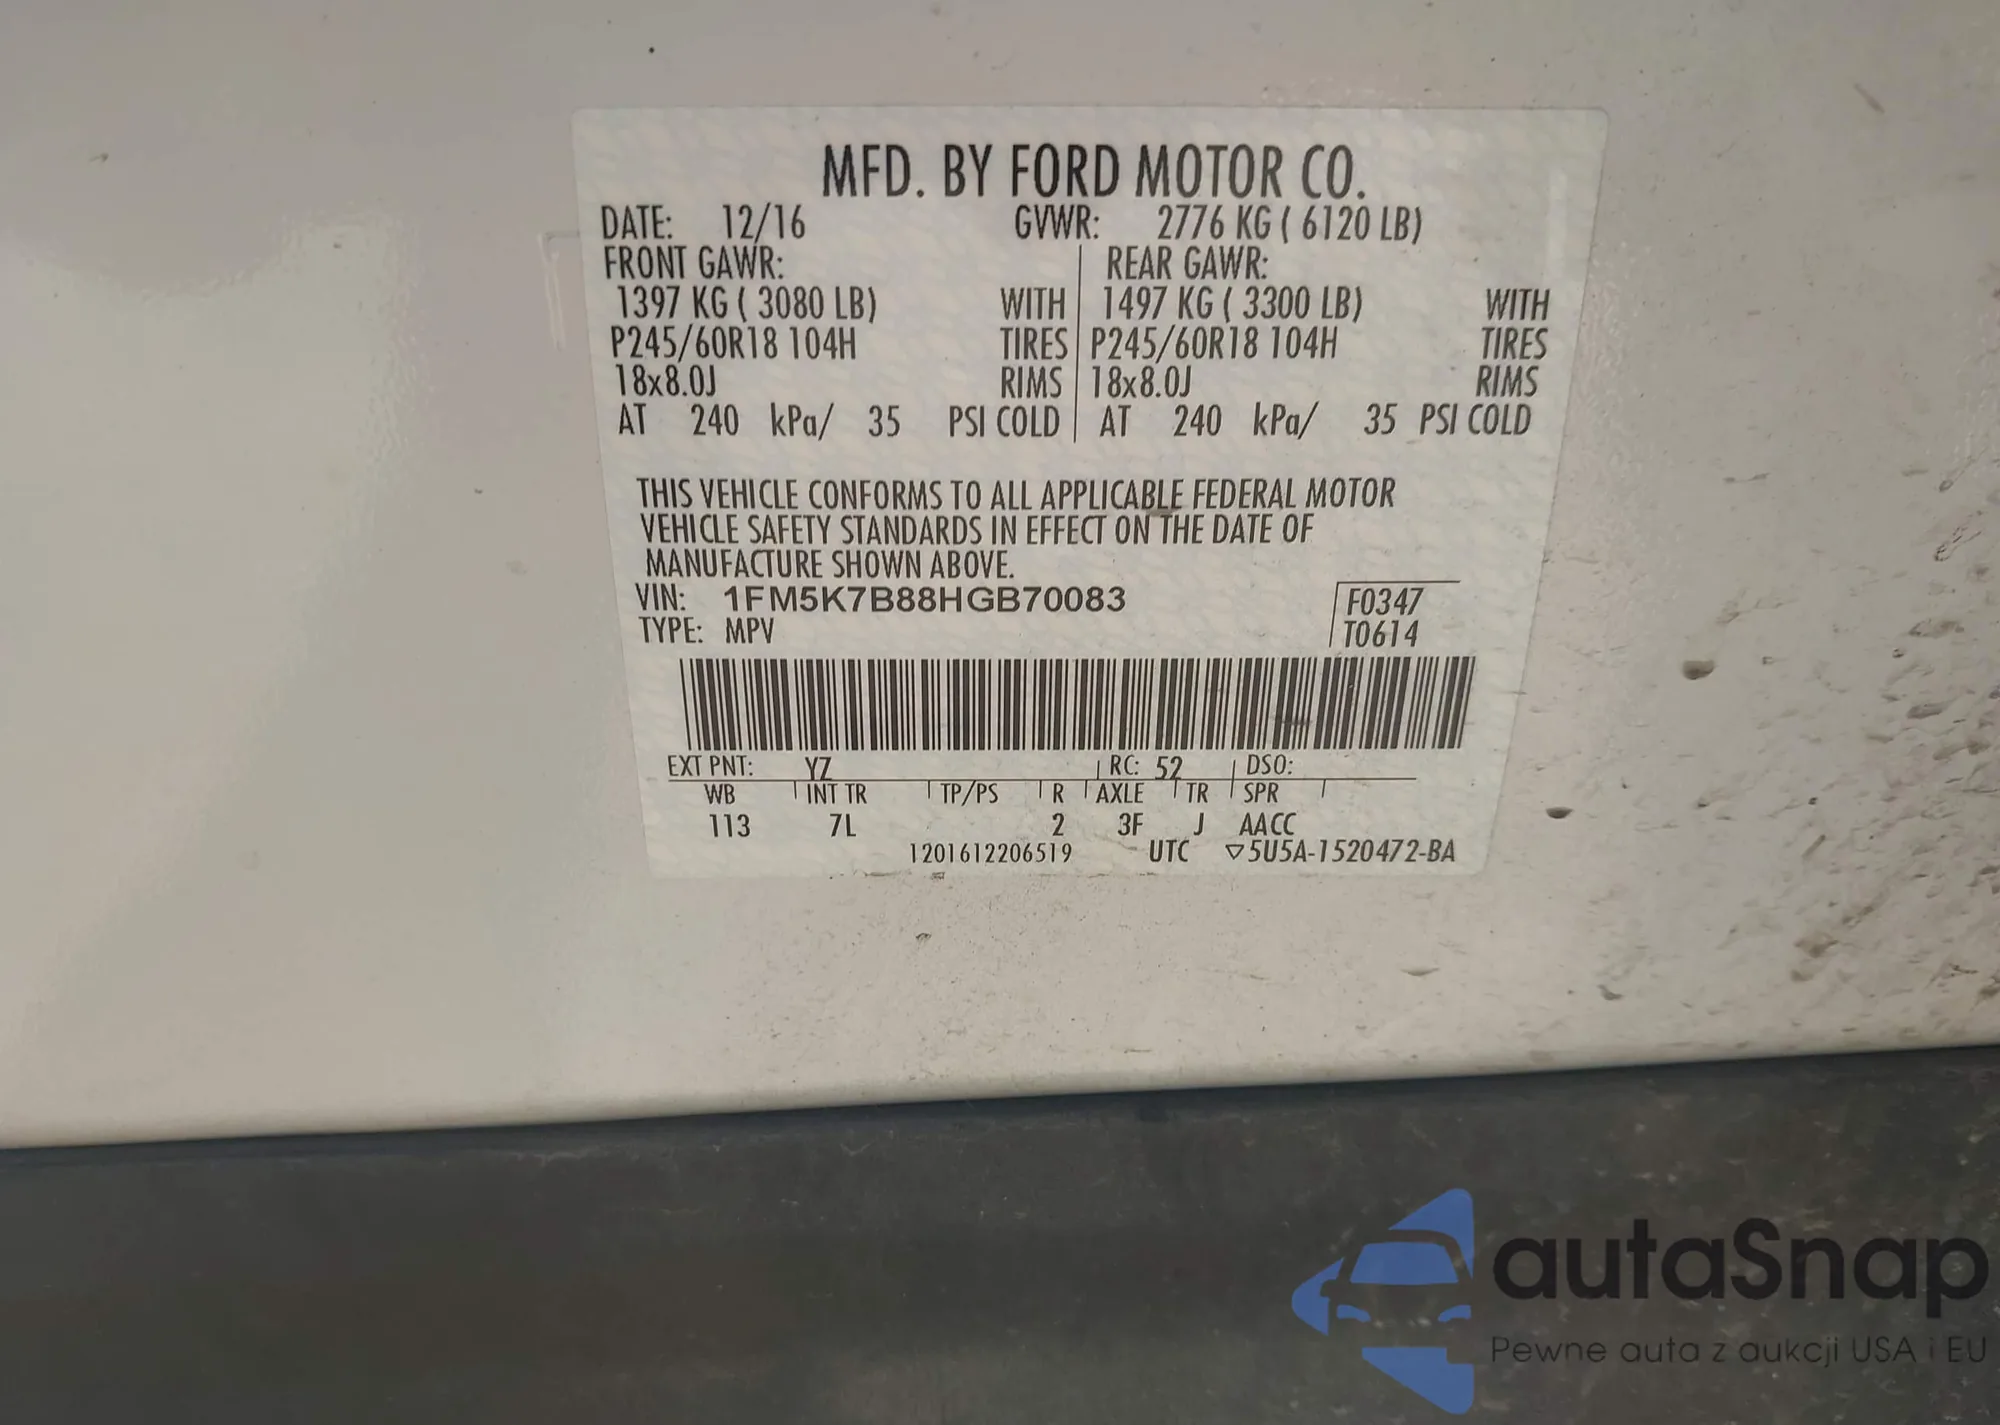 MFD. BY FORD MOTOR CO.
DATE: 12/16 GVWR: 2776 KG ( 6120 LB)
FRONT GAWR: REAR GAWR:
1397 KG ( 3080 LB) WITH 1497 KG ( 3300 LB) WITH
P245/60R18 104H TIRES P245/60R18 104H TIRES
18x8.0J RIMS 18x8.0J RIMS
AT 240 kPa/ 35 PSI COLD AT 240 kPa/ 35 PSI COLD
THIS VEHICLE CONFORMS TO ALL APPLICABLE FEDERAL MOTOR
VEHICLE SAFETY STANDARDS IN EFFECT ON THE DATE OF
MANUFACTURE SHOWN ABOVE.
VIN: 1FM5K7B88HGB70083 F0347
TYPE: MPV T0614
EXT PNT: YZ RC: 52 DSO:
WB INT TR TP/PS R AXLE TR SPR
113 7L 2 3F J AACC
1201612206519 UTC ▽5U5A-1520472-BA
autaSnap
Pewne auta z aukcji USA i EU